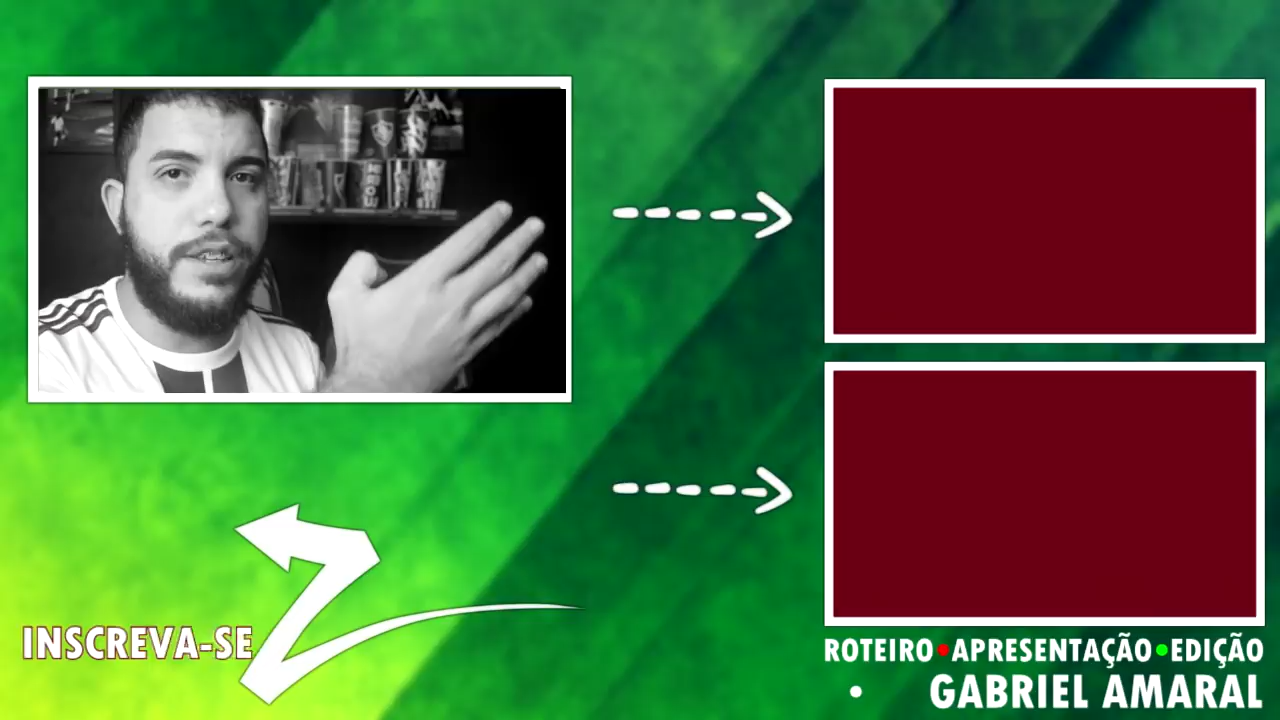 INSCREVA-SE
ROTEIRO•APRESENTAÇÃO•EDIÇÃO
• GABRIEL AMARAL